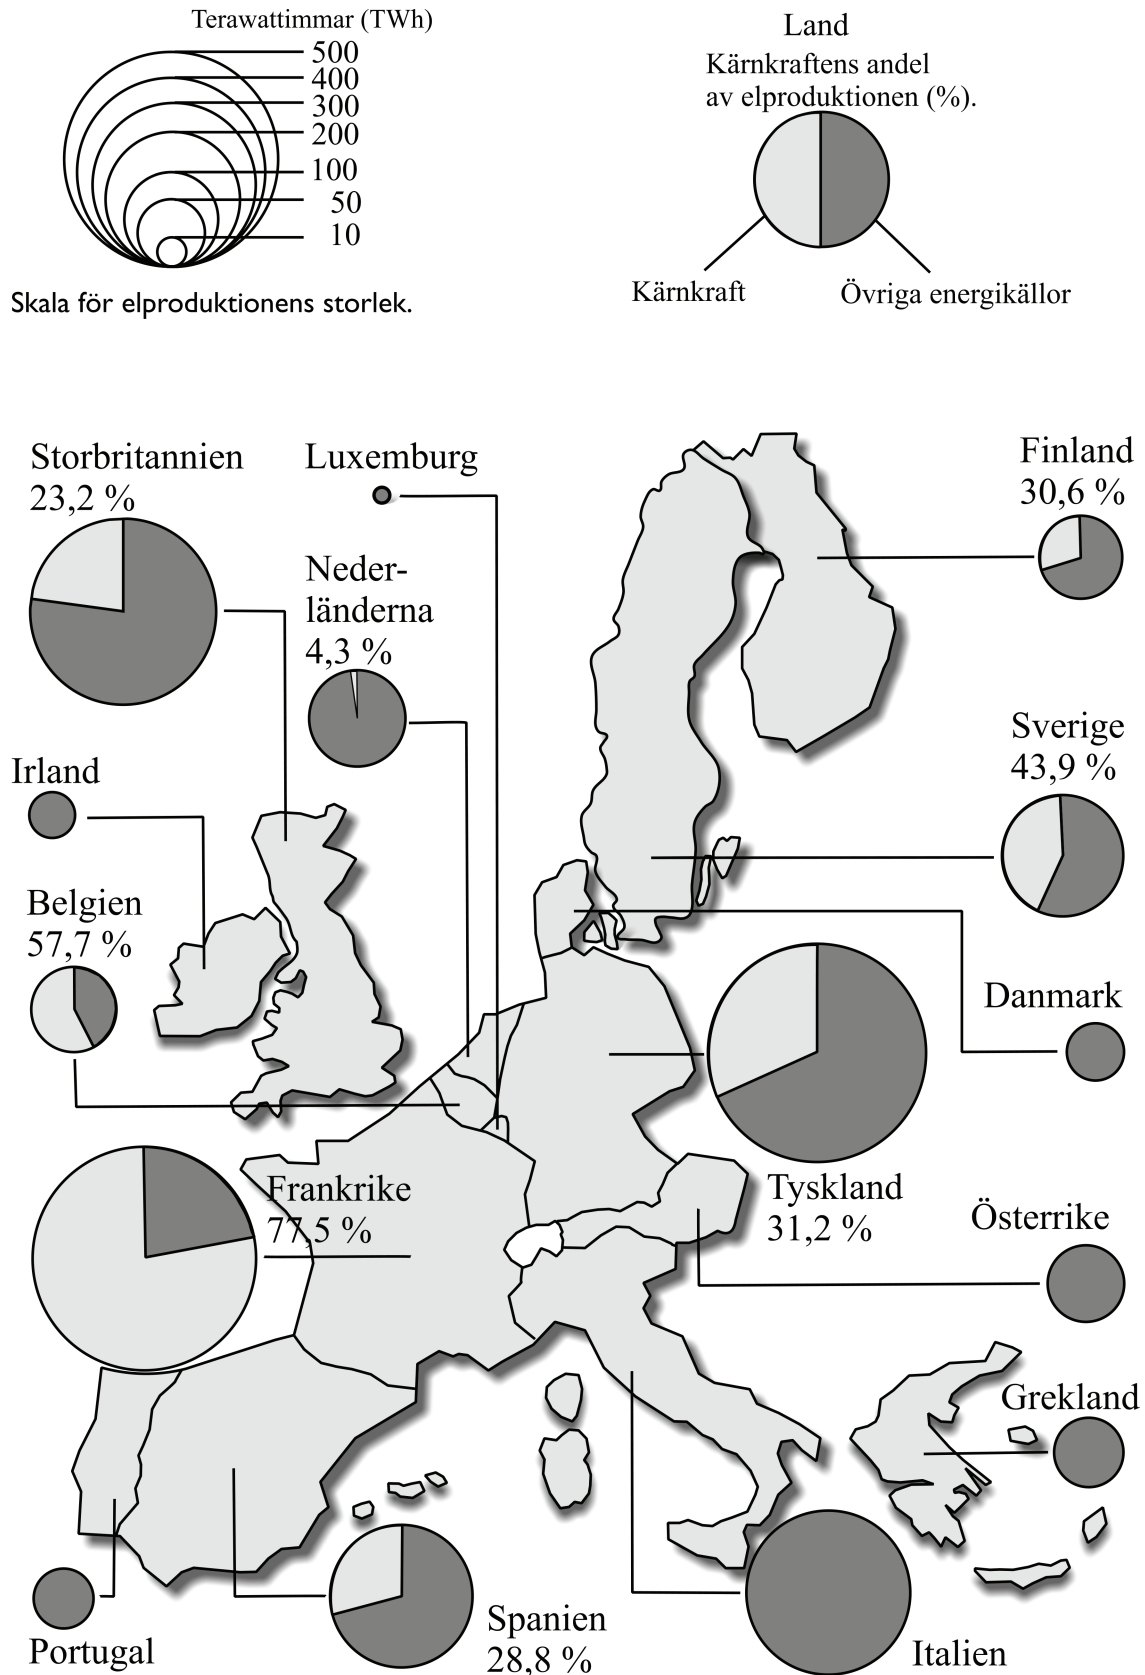 Terawattimmar (TWh)
500
400
300
200
100
50
10
Skala för elproduktionens storlek.
Land
Kärnkraftens andel
av elproduktionen (%).
Kärnkraft
Övriga energikällor
Storbritannien
23,2 %
Luxemburg
Neder-
länderna
4,3 %
Finland
30,6 %
Sverige
43,9 %
Irland
Belgien
57,7 %
Danmark
Frankrike
77,5 %
Tyskland
31,2 %
Österrike
Grekland
Portugal
Spanien
28,8 %
Italien